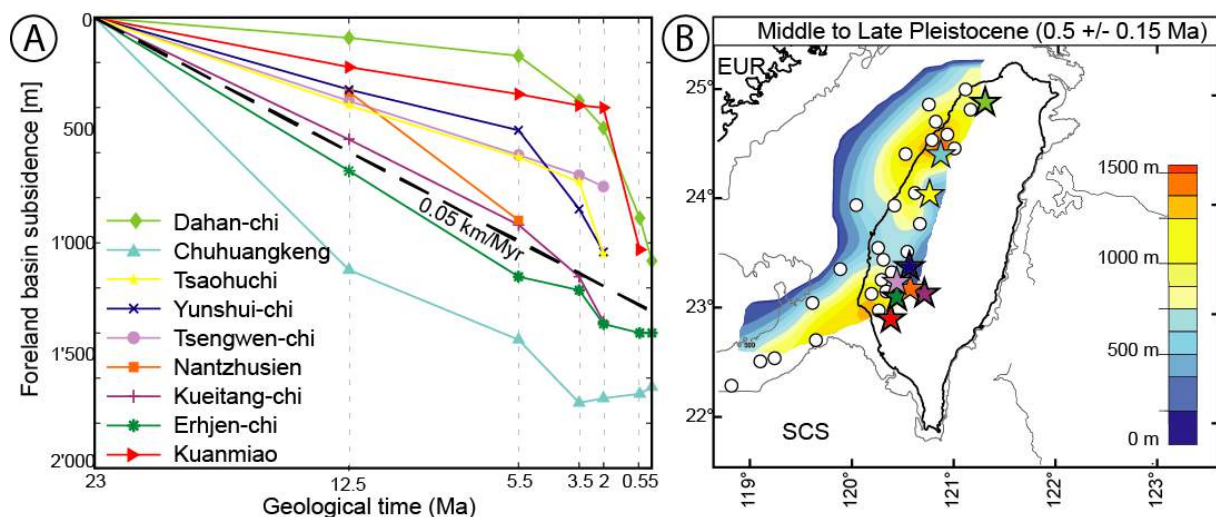 A
0
500
1'000
1'500
2'000
Foreland basin subsidence [m]
0.05 km/Myr
Dahan-chi
Chuhuangkeng
Tsaohuchi
Yunshui-chi
Tsengwen-chi
Nantzhusien
Kueitang-chi
Erhjen-chi
Kuanmiao
23
12.5
5.5
3.5
2
0.55
Geological time (Ma)
B
Middle to Late Pleistocene (0.5 +/- 0.15 Ma)
EUR
25°
24°
23°
22°
SCS
119°
120°
121°
122°
123°
1500 m
1000 m
500 m
0 m